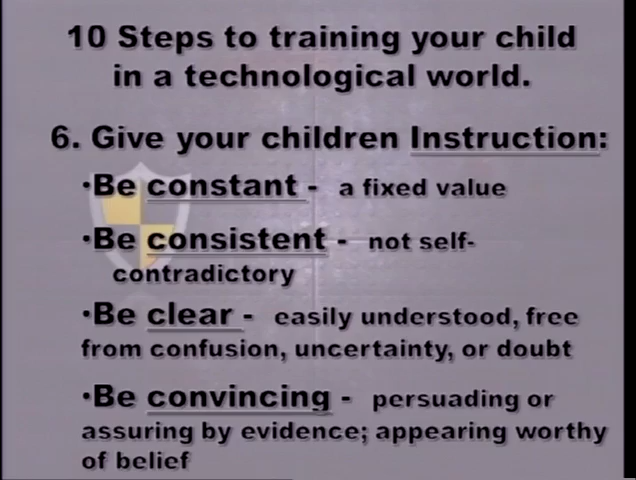 10 Steps to training your child
in a technological world.
6. Give your children Instruction:
•Be constant - a fixed value
•Be consistent - not self-
contradictory
•Be clear - easily understood, free
from confusion, uncertainty, or doubt
•Be convincing - persuading or
assuring by evidence; appearing worthy
of belief